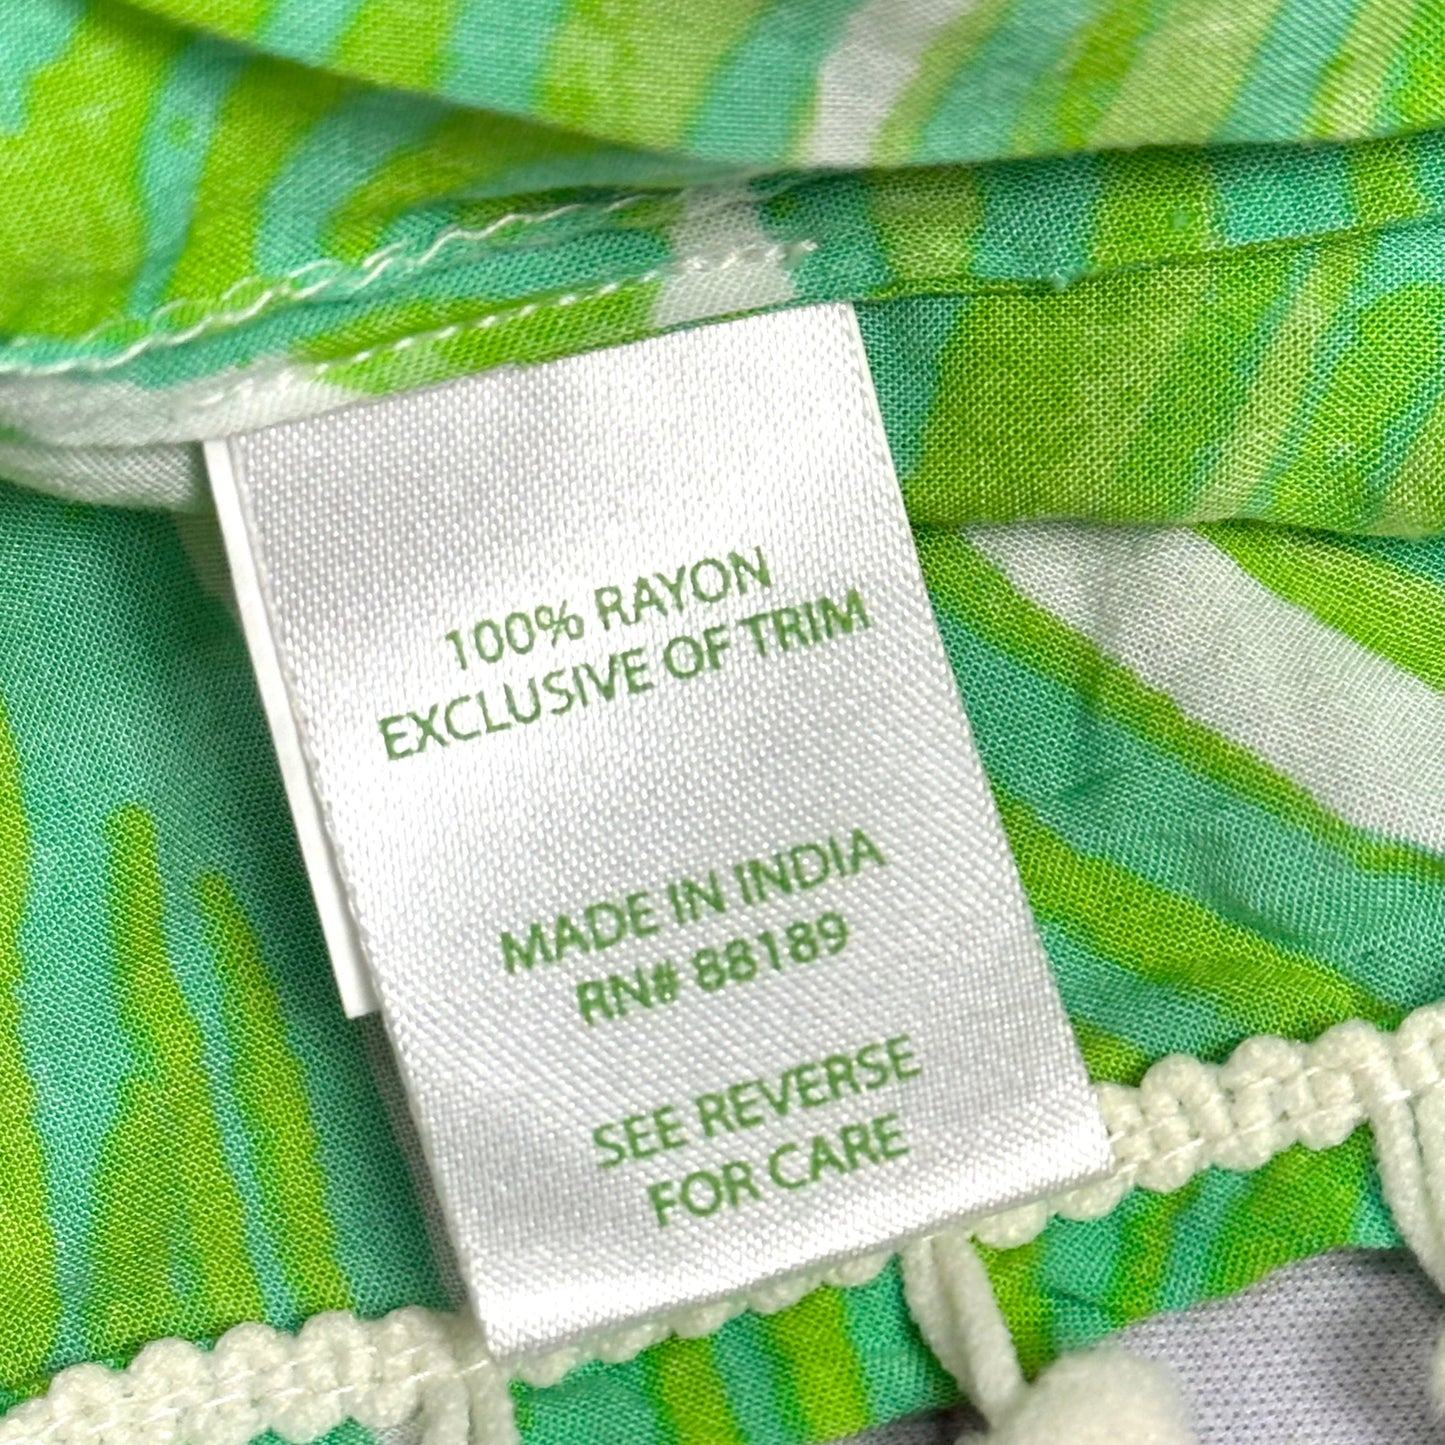 100% RAYON
EXCLUSIVE OF TRIM
MADE IN INDIA
RN# 88189
SEE REVERSE
FOR CARE